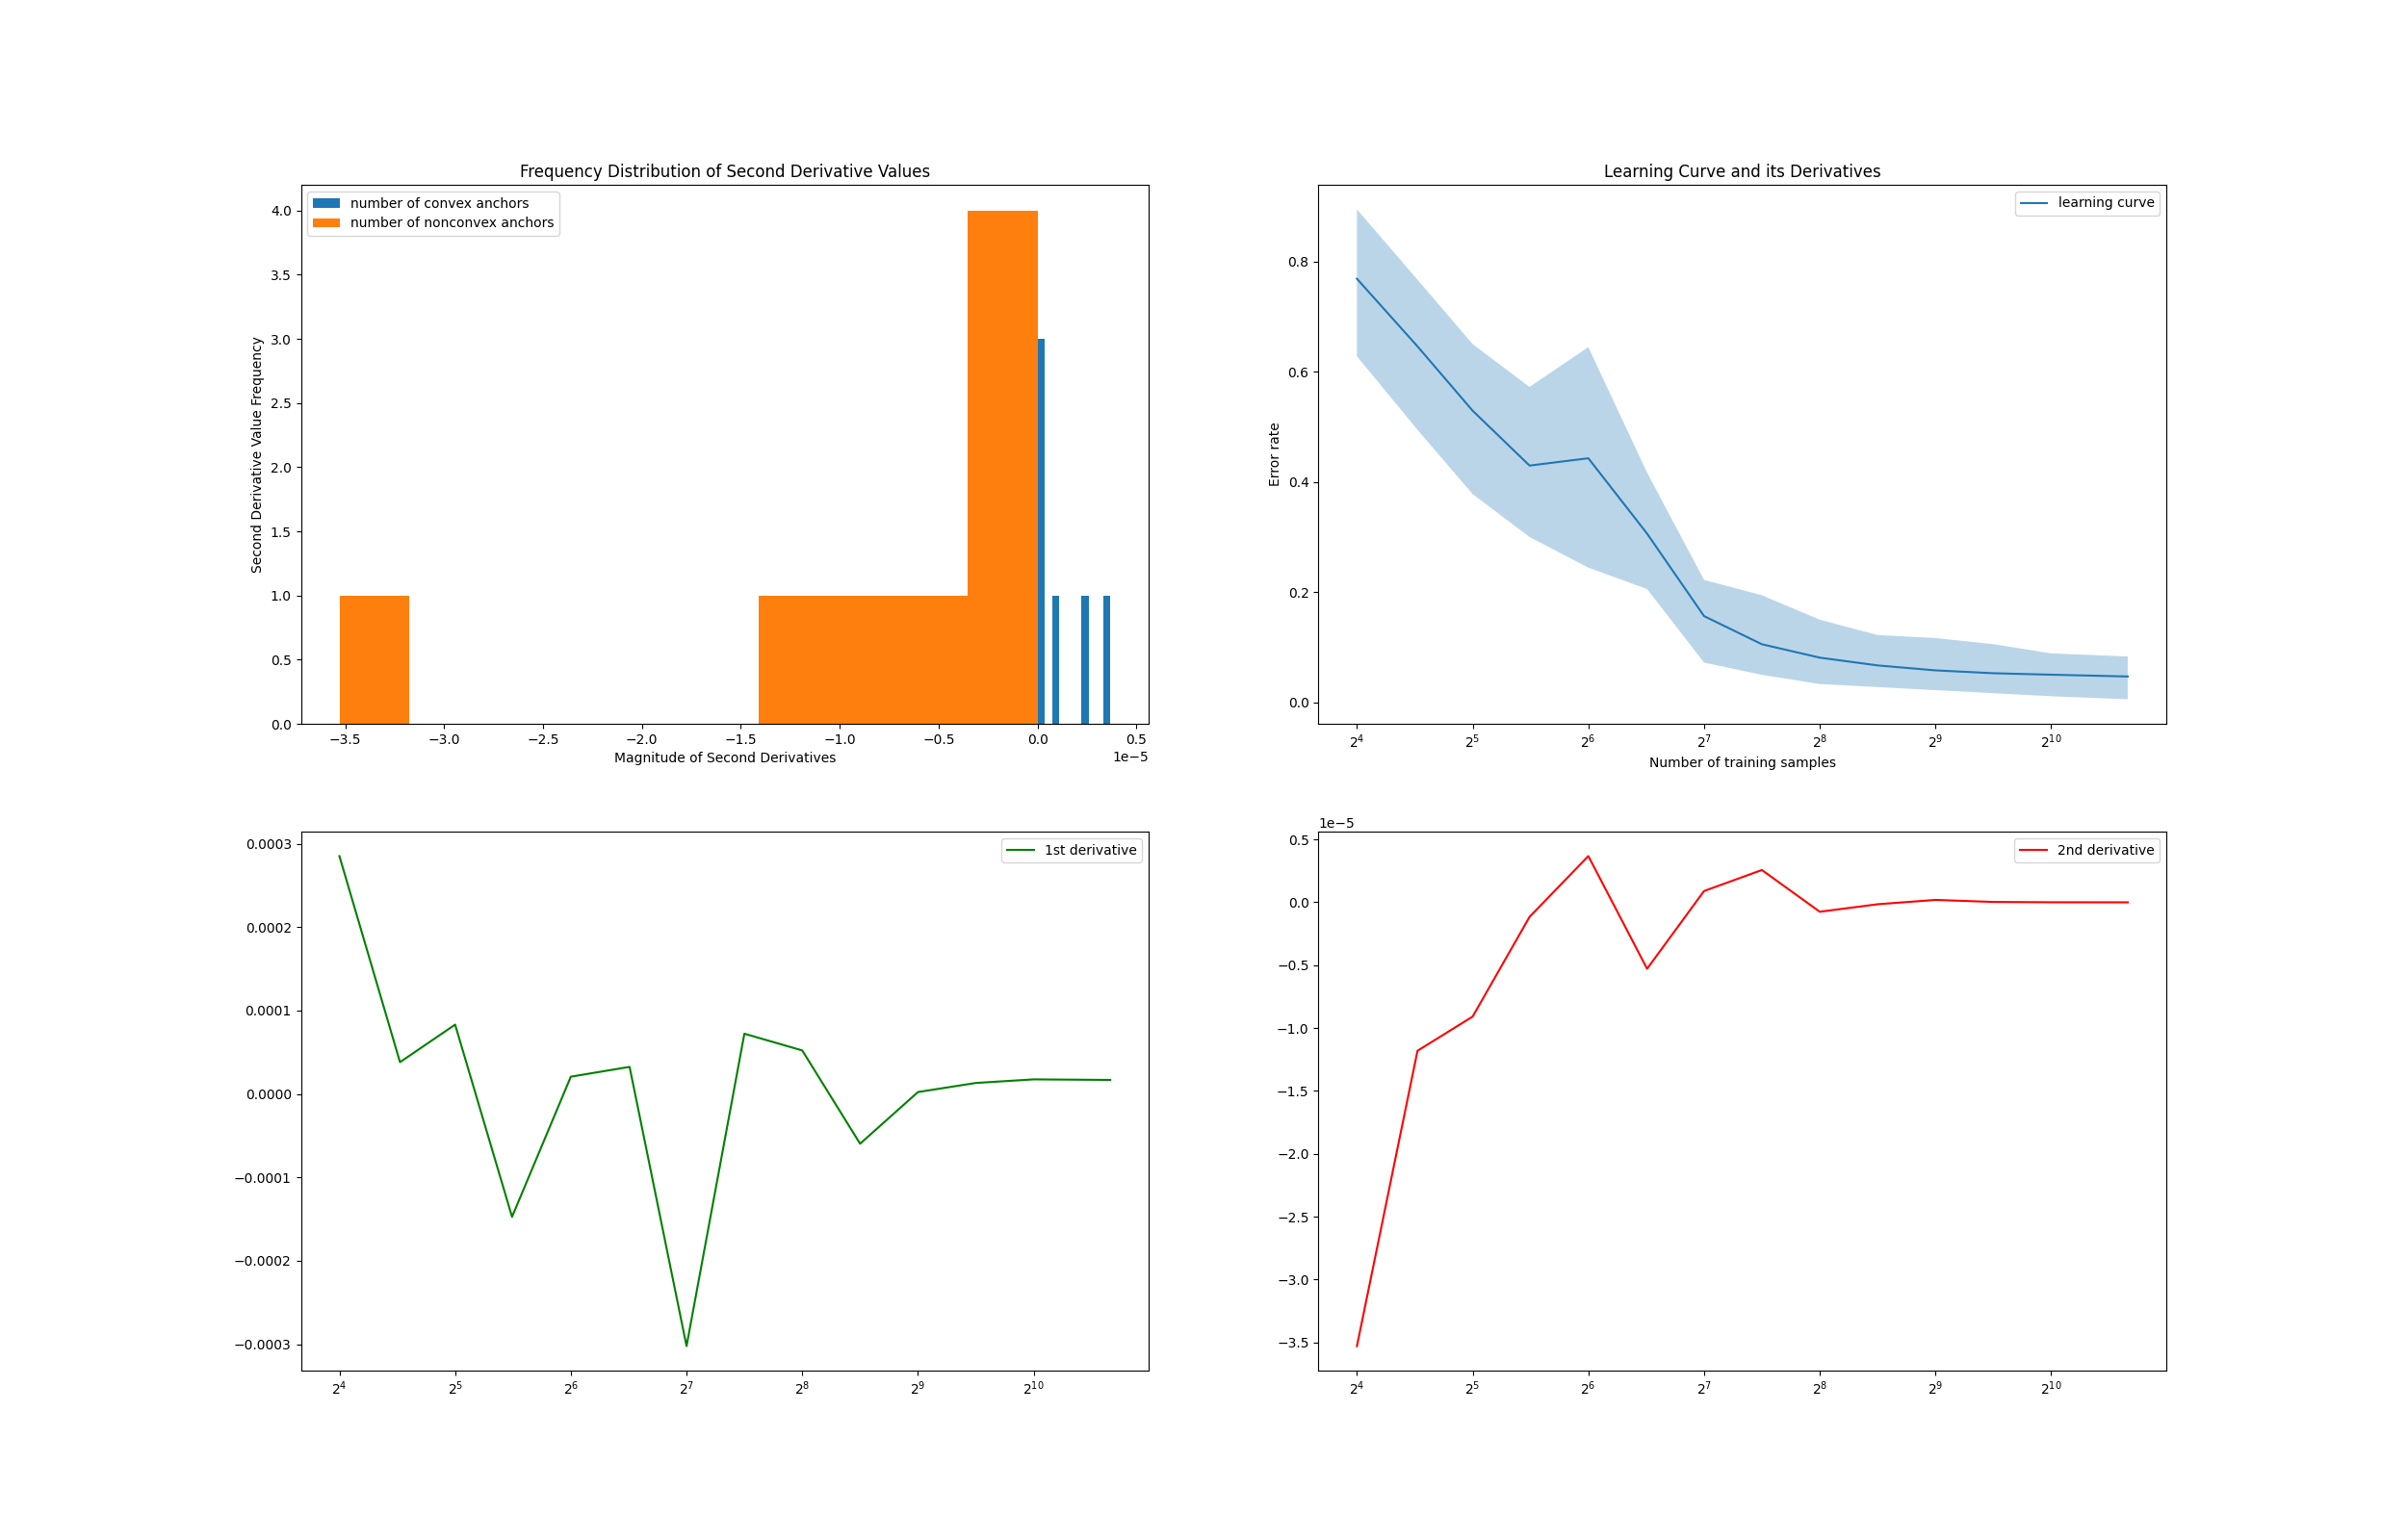 Frequency Distribution of Second Derivative Values
number of convex anchors
number of nonconvex anchors
Second Derivative Value Frequency
4.0
3.5
3.0
2.5
2.0
1.5
1.0
0.5
0.0
−3.5 −3.0 −2.5 −2.0 −1.5 −1.0 −0.5 0.0 0.5
1e−5
Magnitude of Second Derivatives
Learning Curve and its Derivatives
learning curve
Error rate
0.8
0.6
0.4
0.2
0.0
2⁴ 2⁵ 2⁶ 2⁷ 2⁸ 2⁹ 2¹⁰
Number of training samples
1st derivative
0.0003
0.0002
0.0001
0.0000
−0.0001
−0.0002
−0.0003
2⁴ 2⁵ 2⁶ 2⁷ 2⁸ 2⁹ 2¹⁰
1e−5
2nd derivative
0.5
0.0
−0.5
−1.0
−1.5
−2.0
−2.5
−3.0
−3.5
2⁴ 2⁵ 2⁶ 2⁷ 2⁸ 2⁹ 2¹⁰